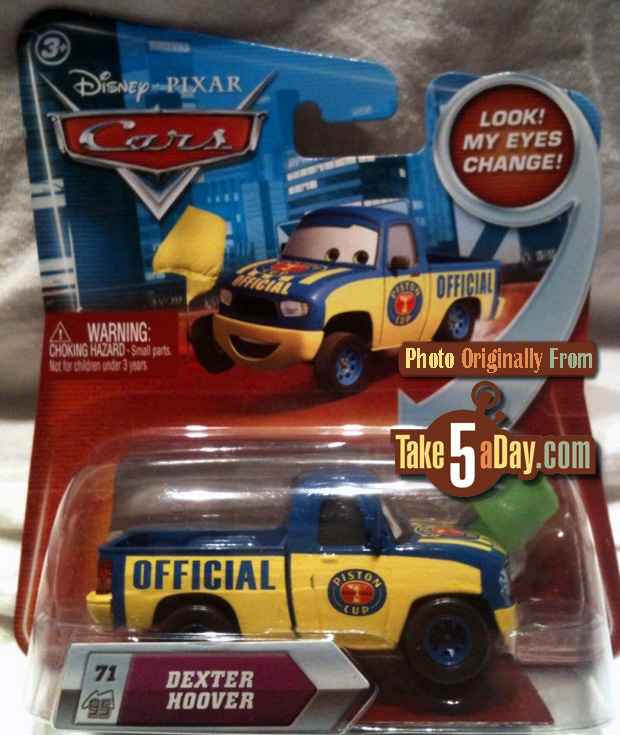 3+
Disney · PIXAR
Cars
LOOK!
MY EYES
CHANGE!
OFFICIAL
PISTON
CUP
OFFICIAL
WARNING:
CHOKING HAZARD - Small parts.
Not for children under 3 years.
Photo Originally From
Take5aDay.com
OFFICIAL
PISTON
CUP
71
95
DEXTER
HOOVER